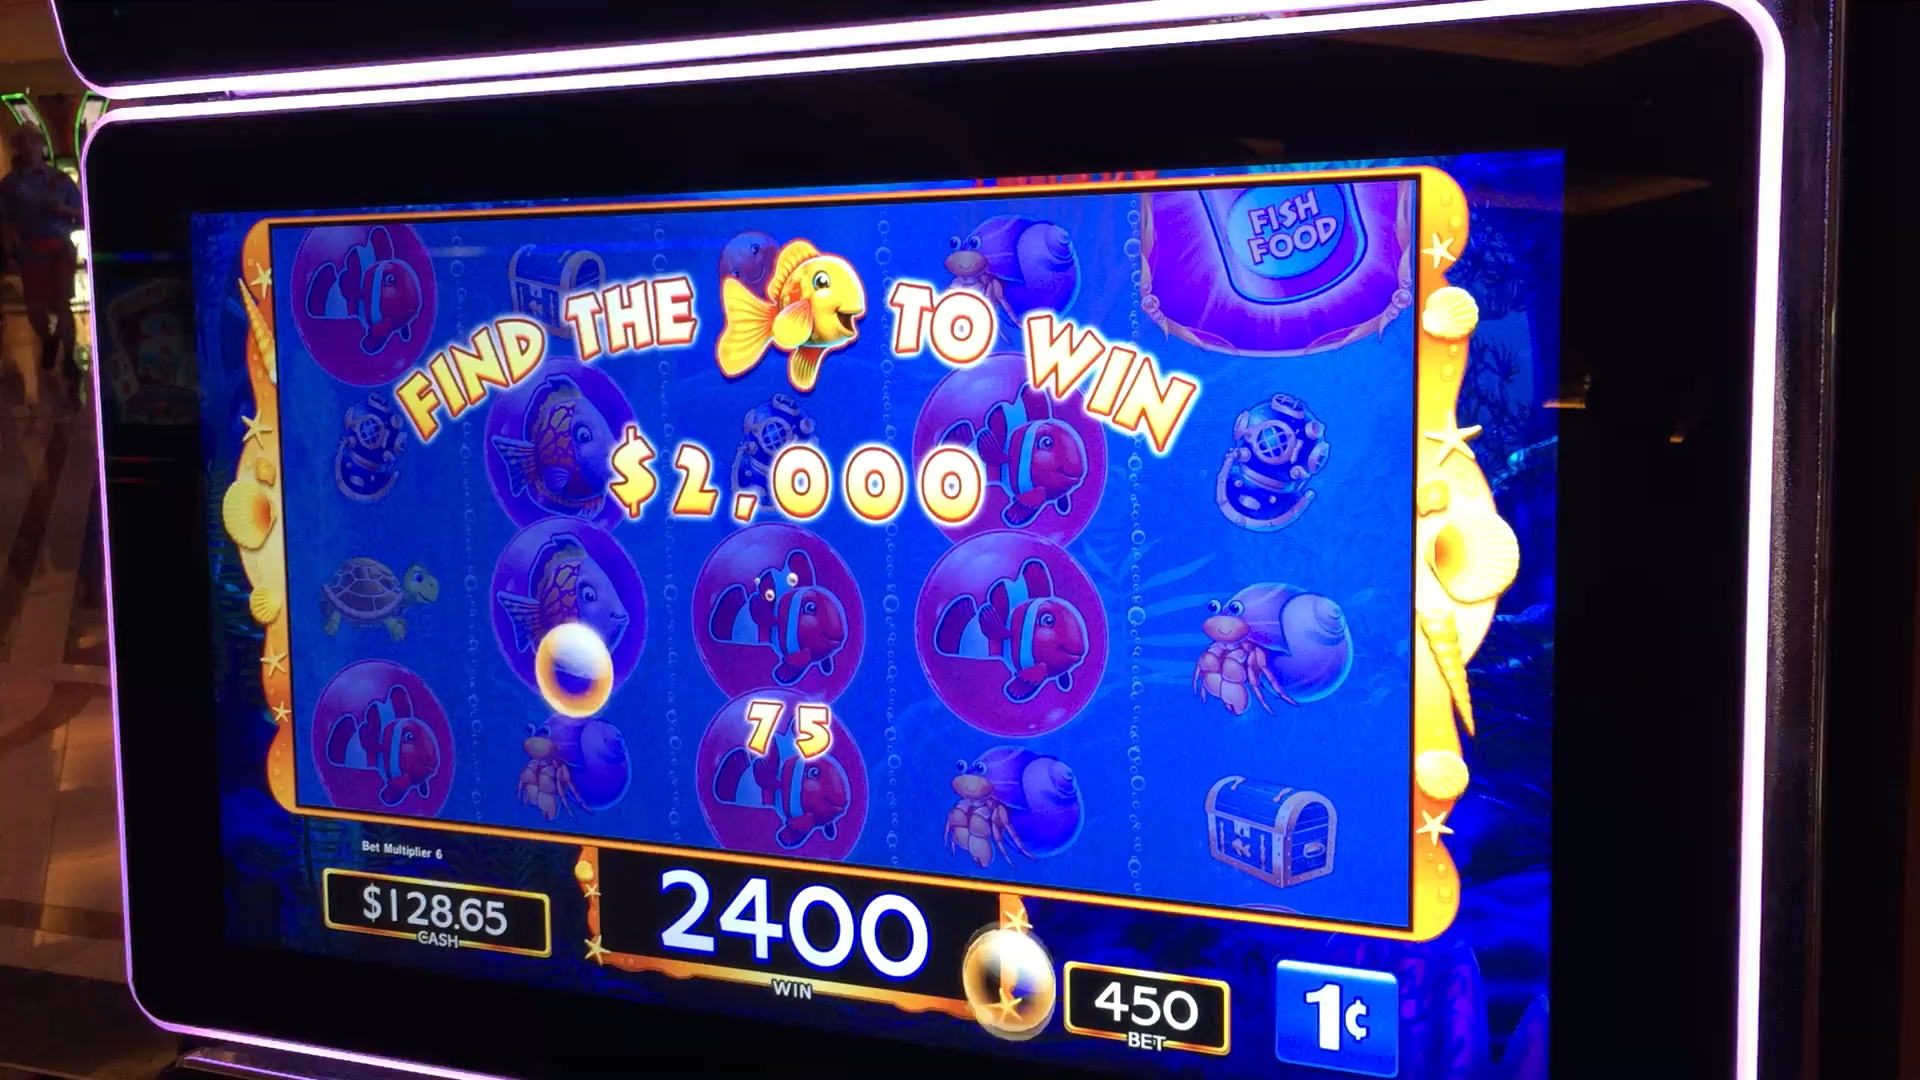 FISH
FOOD
FIND THE TO WIN
$2,000
75
Bet Multiplier 6
$128.65
CASH
2400
WIN
450
BET
1¢